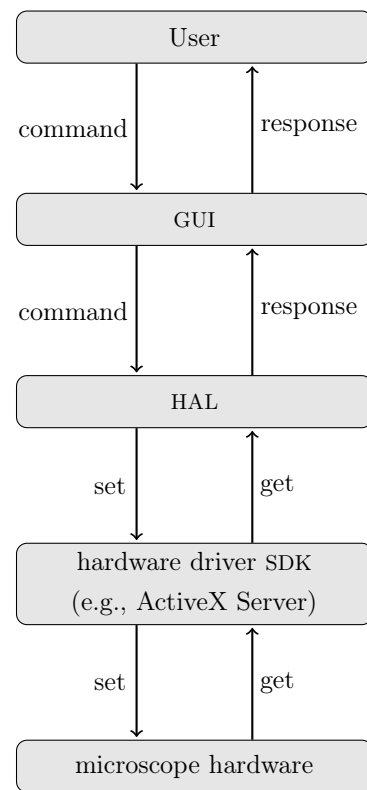 User
command
response
GUI
command
response
HAL
set
get
hardware driver SDK
(e.g., ActiveX Server)
set
get
microscope hardware